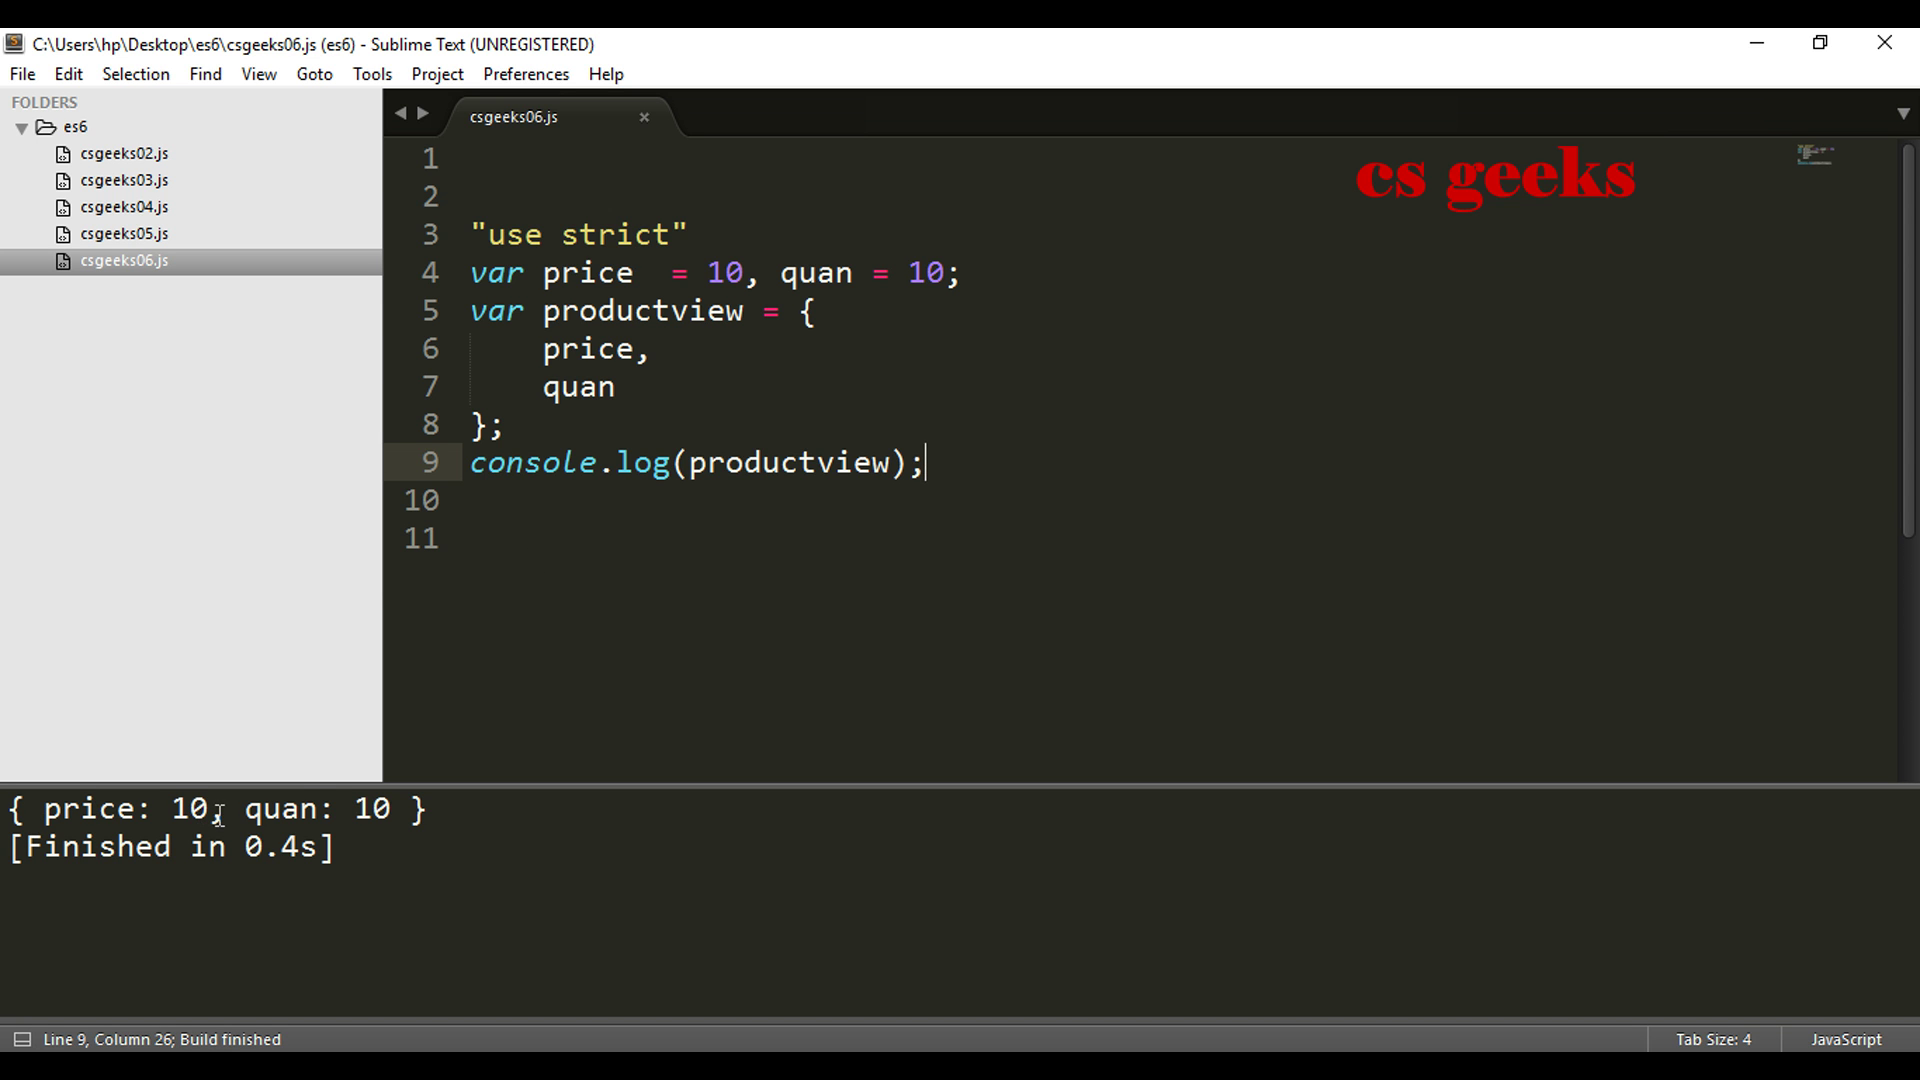 C:\Users\hp\Desktop\es6\csgeeks06.js (es6) - Sublime Text (UNREGISTERED)
File Edit Selection Find View Goto Tools Project Preferences Help
FOLDERS
es6
csgeeks02.js
csgeeks03.js
csgeeks04.js
csgeeks05.js
csgeeks06.js
csgeeks06.js ×
cs geeks
1
2
3 "use strict"
4 var price  = 10, quan = 10;
5 var productview = {
6     price,
7     quan
8 };
9 console.log(productview);
10
11
{ price: 10, quan: 10 }
[Finished in 0.4s]
Line 9, Column 26; Build finished
Tab Size: 4
JavaScript